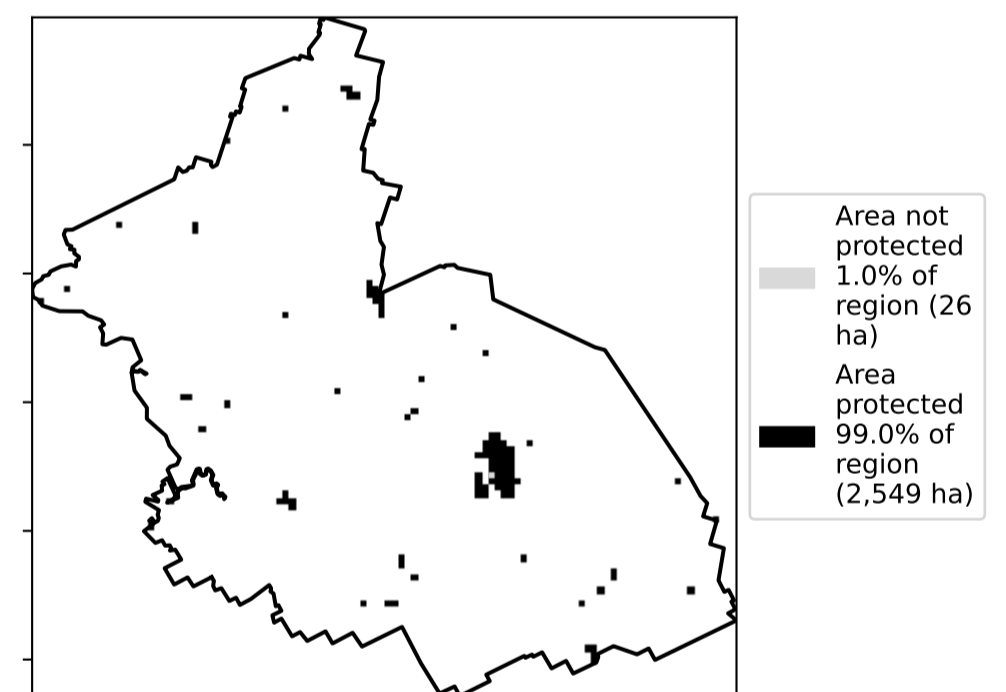 Area not
protected
1.0% of
region (26
ha)
Area
protected
99.0% of
region
(2,549 ha)